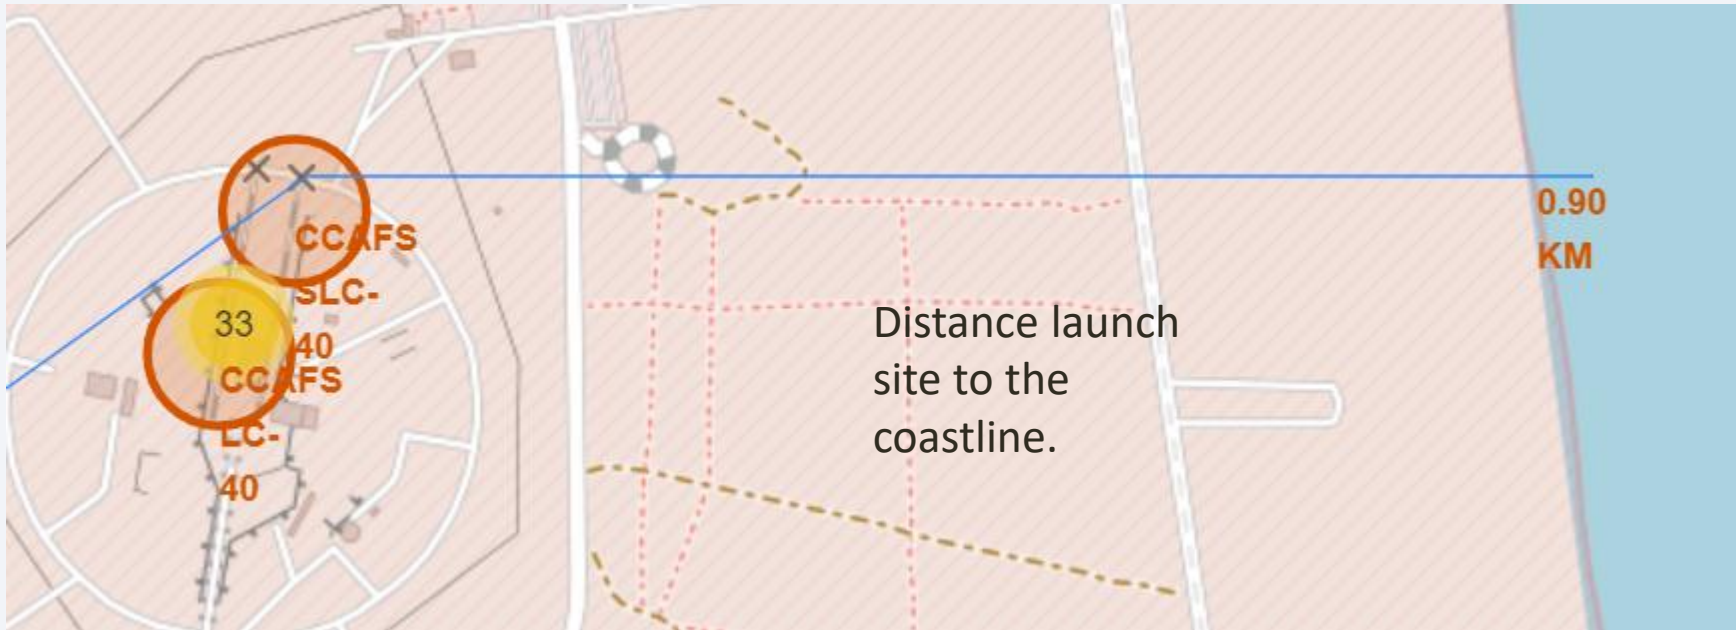 CCAFS
SLC-
40
33
CCAFS
LC-
40
0.90
KM
Distance launch
site to the
coastline.